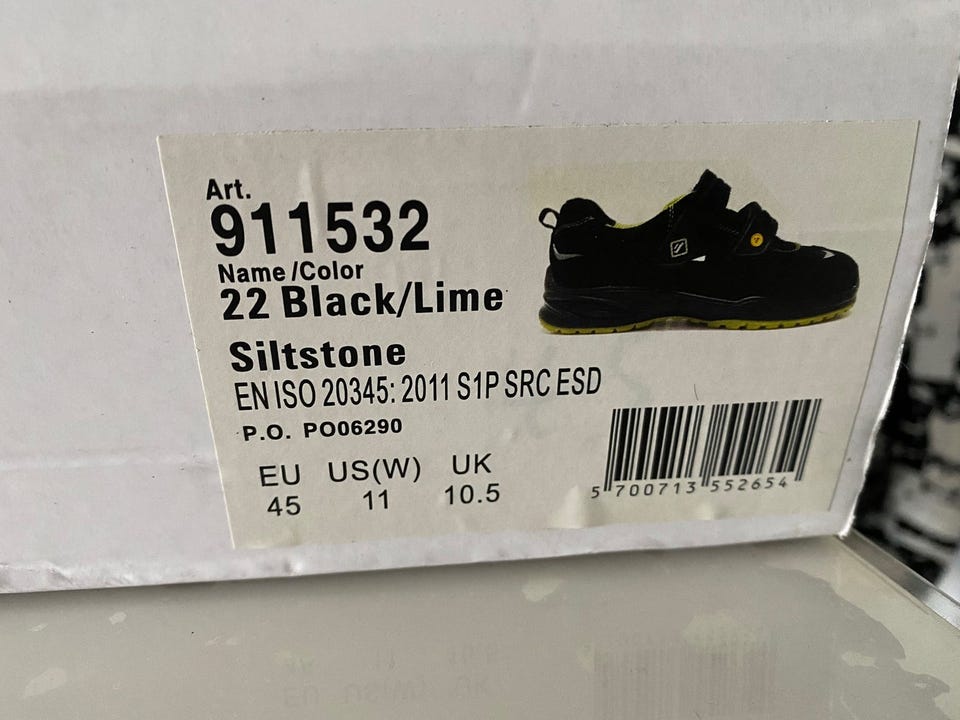 Art.
911532
Name/Color
22 Black/Lime
Siltstone
EN ISO 20345: 2011 S1P SRC ESD
P.O. PO06290
EU US(W) UK
45 11 10.5
5 700713 552654